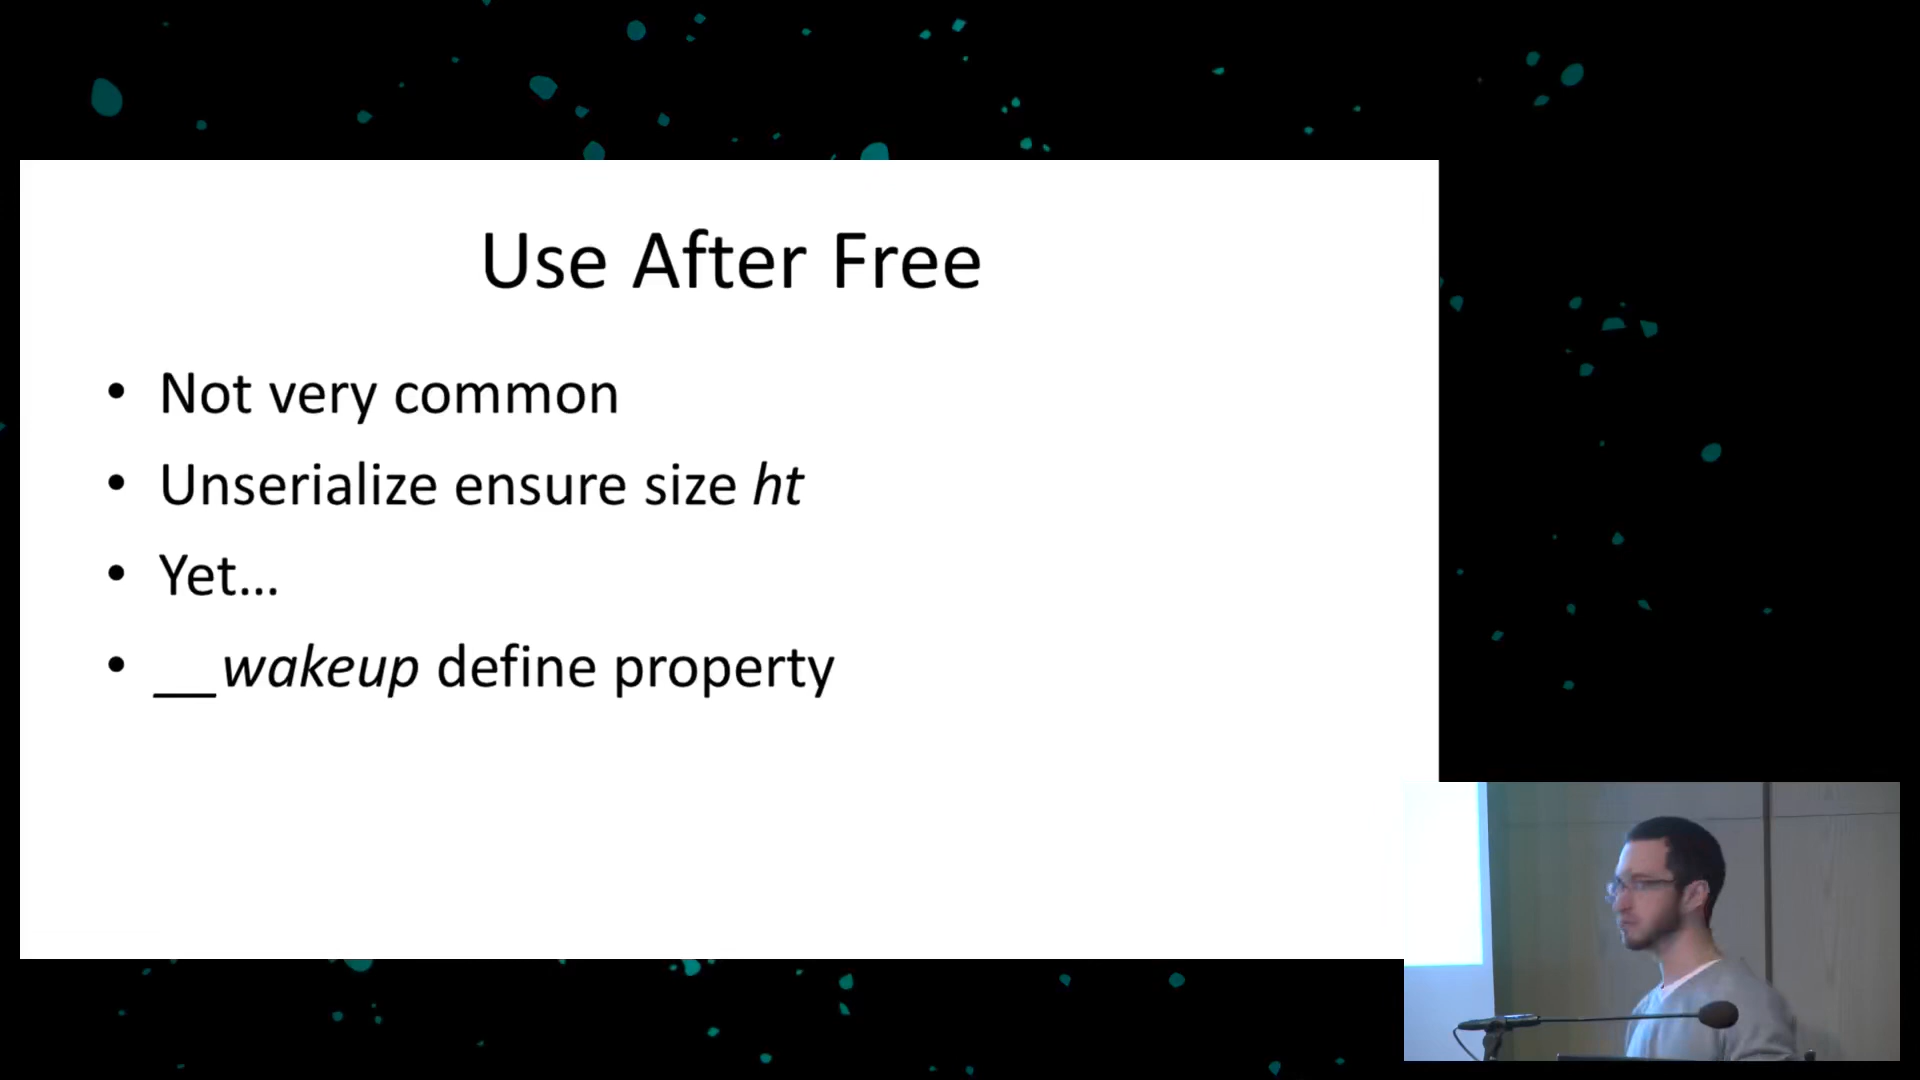 Use After Free
• Not very common
• Unserialize ensure size ht
• Yet...
• __wakeup define property